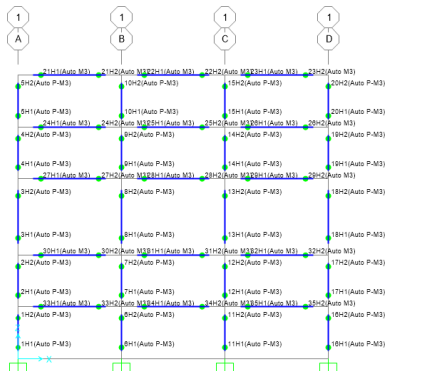 1 1 1 1
A B C D
21H1(Auto M3) 21H2(Auto M3)22H1(Auto M3) 22H2(Auto M3)23H1(Auto M3) 23H2(Auto M3)
5H2(Auto P-M3) 10H2(Auto P-M3) 15H2(Auto P-M3) 20H2(Auto P-M3)
5H1(Auto P-M3) 10H1(Auto P-M3) 15H1(Auto P-M3) 20H1(Auto P-M3)
24H1(Auto M3) 24H2(Auto M3)25H1(Auto M3) 25H2(Auto M3)26H1(Auto M3) 26H2(Auto M3)
4H2(Auto P-M3) 9H2(Auto P-M3) 14H2(Auto P-M3) 19H2(Auto P-M3)
4H1(Auto P-M3) 9H1(Auto P-M3) 14H1(Auto P-M3) 19H1(Auto P-M3)
27H1(Auto M3) 27H2(Auto M3)28H1(Auto M3) 28H2(Auto M3)29H1(Auto M3) 29H2(Auto M3)
3H2(Auto P-M3) 8H2(Auto P-M3) 13H2(Auto P-M3) 18H2(Auto P-M3)
3H1(Auto P-M3) 8H1(Auto P-M3) 13H1(Auto P-M3) 18H1(Auto P-M3)
30H1(Auto M3) 30H2(Auto M3)31H1(Auto M3) 31H2(Auto M3)32H1(Auto M3) 32H2(Auto M3)
2H2(Auto P-M3) 7H2(Auto P-M3) 12H2(Auto P-M3) 17H2(Auto P-M3)
2H1(Auto P-M3) 7H1(Auto P-M3) 12H1(Auto P-M3) 17H1(Auto P-M3)
33H1(Auto M3) 33H2(Auto M3)34H1(Auto M3) 34H2(Auto M3)35H1(Auto M3) 35H2(Auto M3)
1H2(Auto P-M3) 6H2(Auto P-M3) 11H2(Auto P-M3) 16H2(Auto P-M3)
1H1(Auto P-M3) 6H1(Auto P-M3) 11H1(Auto P-M3) 16H1(Auto P-M3)
X